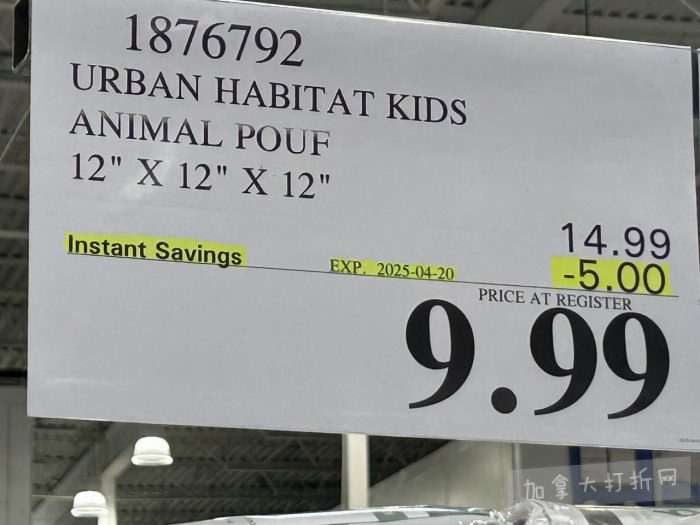 1876792
URBAN HABITAT KIDS
ANIMAL POUF
12" X 12" X 12"
14.99
Instant Savings EXP. 2025-04-20 -5.00
PRICE AT REGISTER
9.99
加拿大打折网